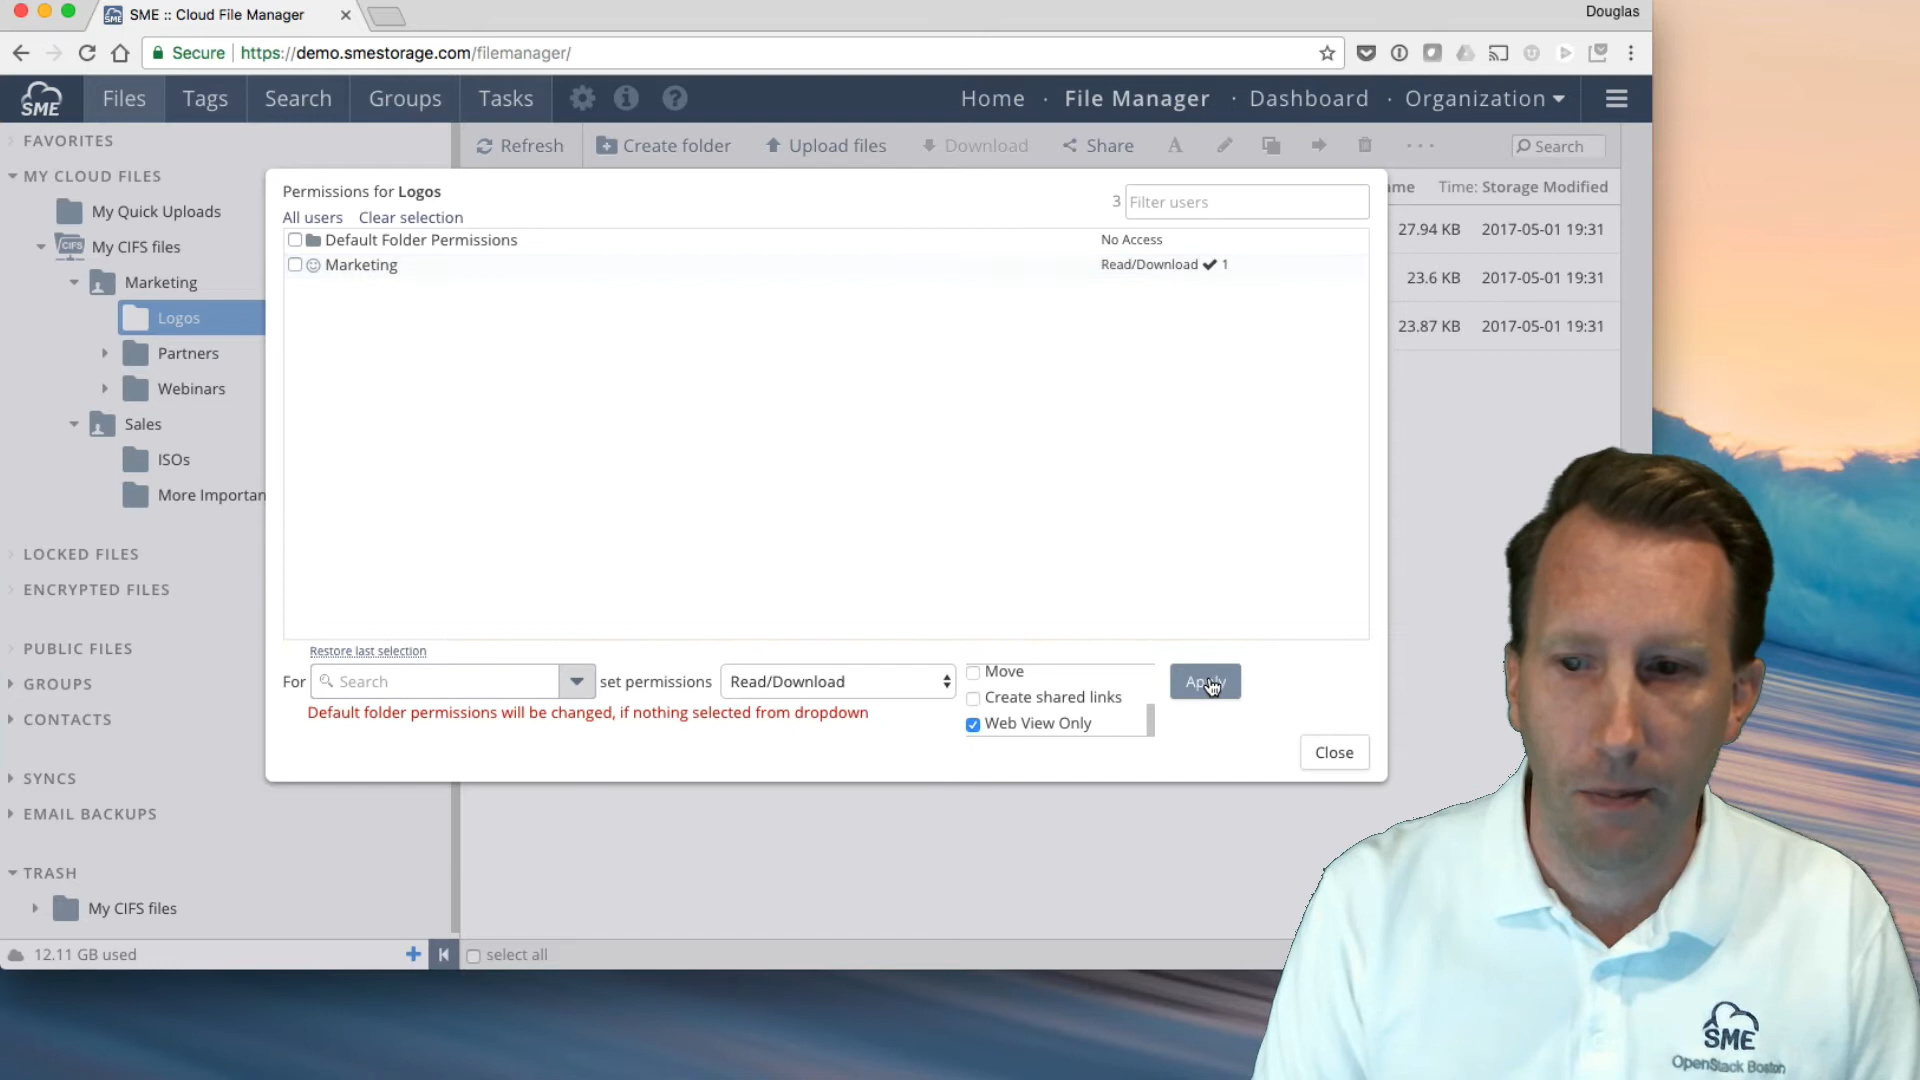 SME :: Cloud File Manager
Douglas
Secure
https://demo.smestorage.com/filemanager/
SME
Files
Tags
Search
Groups
Tasks
Home · File Manager · Dashboard · Organization
FAVORITES
Refresh
Create folder
Upload files
Download
Share
Search
MY CLOUD FILES
My Quick Uploads
CIFS My CIFS files
Marketing
Logos
Partners
Webinars
Sales
ISOs
More Importan
LOCKED FILES
ENCRYPTED FILES
PUBLIC FILES
GROUPS
CONTACTS
SYNCS
EMAIL BACKUPS
TRASH
My CIFS files
12.11 GB used
select all
Permissions for Logos
3 Filter users
All users Clear selection
Default Folder Permissions No Access
Marketing Read/Download 1
ame Time: Storage Modified
27.94 KB 2017-05-01 19:31
23.6 KB 2017-05-01 19:31
23.87 KB 2017-05-01 19:31
Restore last selection
For Search set permissions Read/Download
Move
Create shared links
Web View Only
Apply
Default folder permissions will be changed, if nothing selected from dropdown
Close
SME
OpenStack Boston